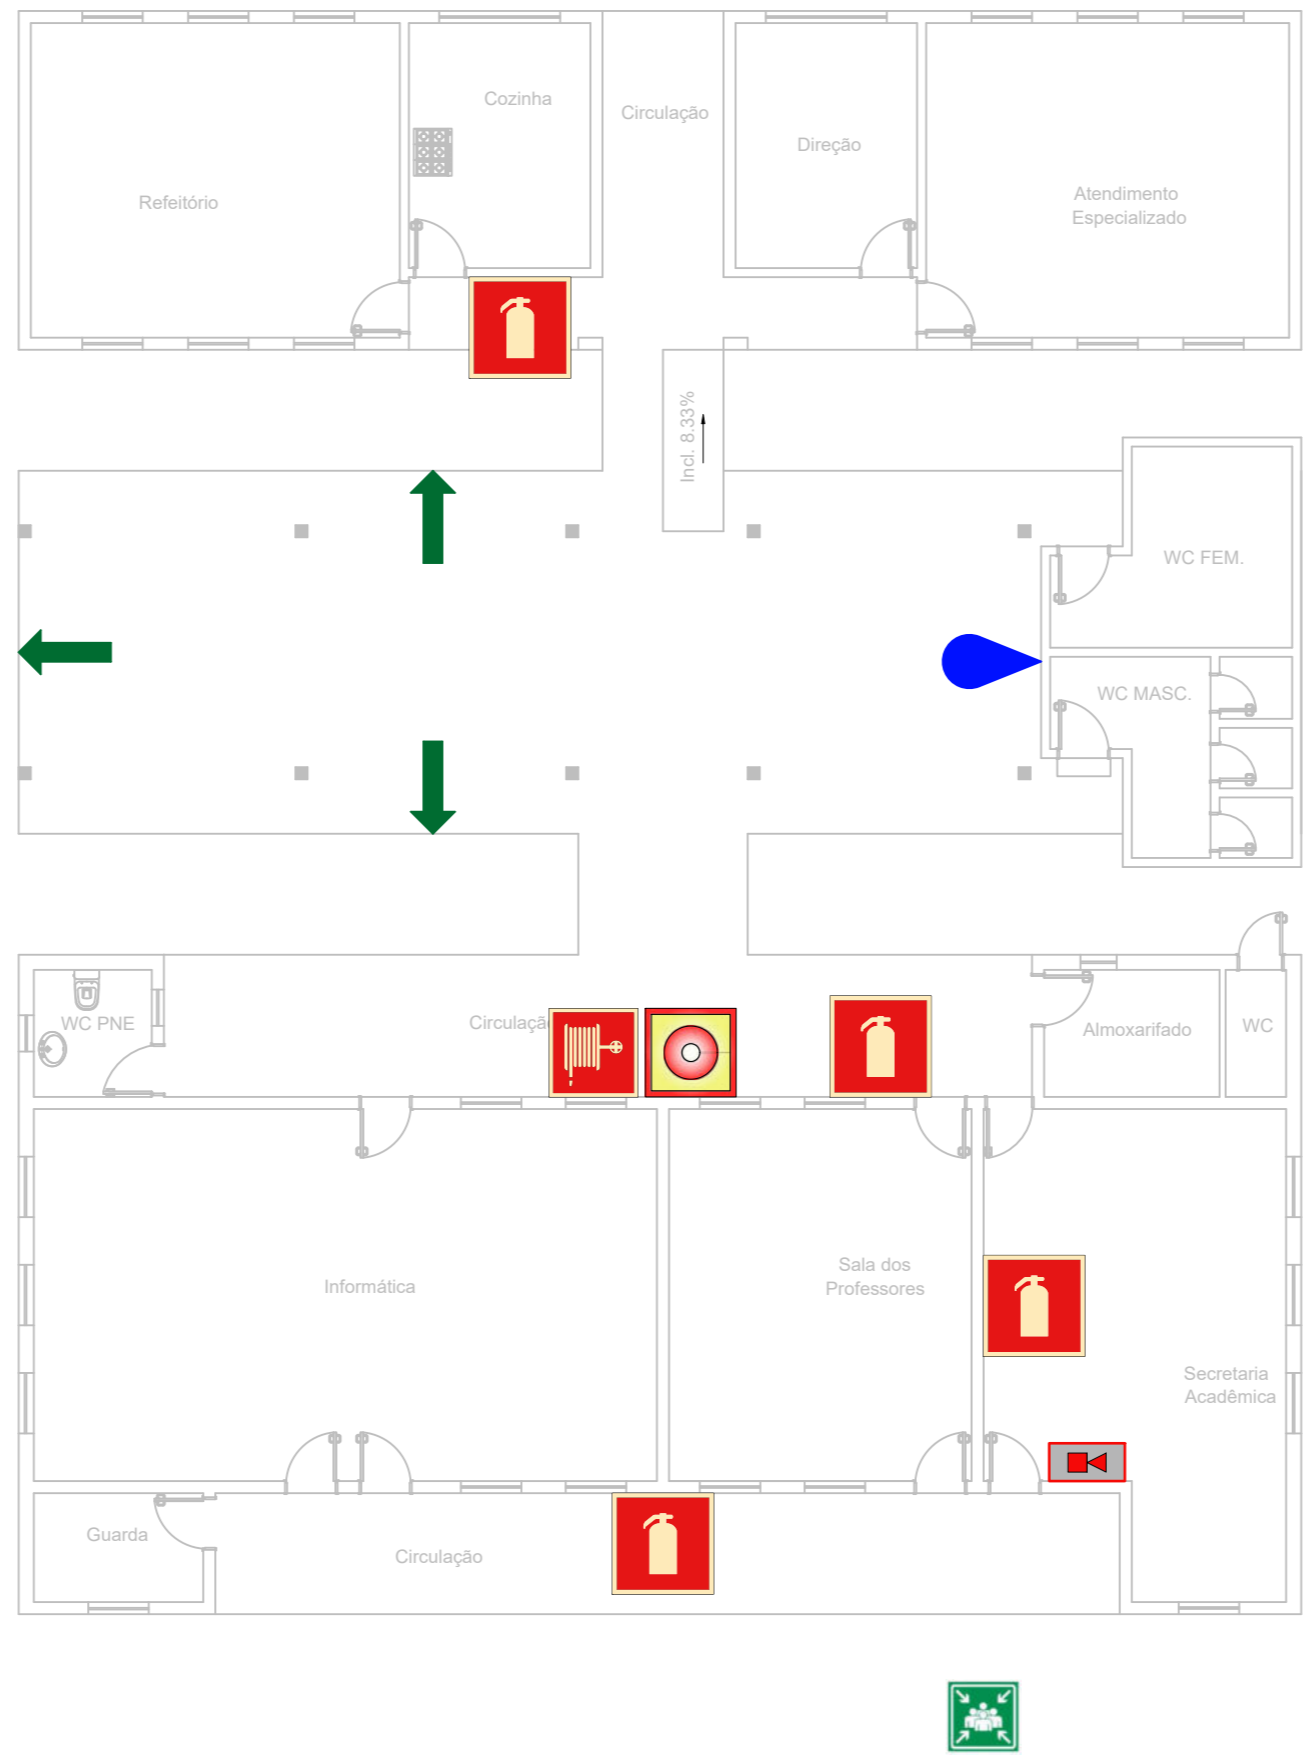 Cozinha
Circulação
Direção
Refeitório
Atendimento
Especializado
Incl. 8.33%
WC FEM.
WC MASC.
WC PNE
Circulação
Almoxarifado
WC
Informática
Sala dos
Professores
Secretaria
Acadêmica
Guarda
Circulação